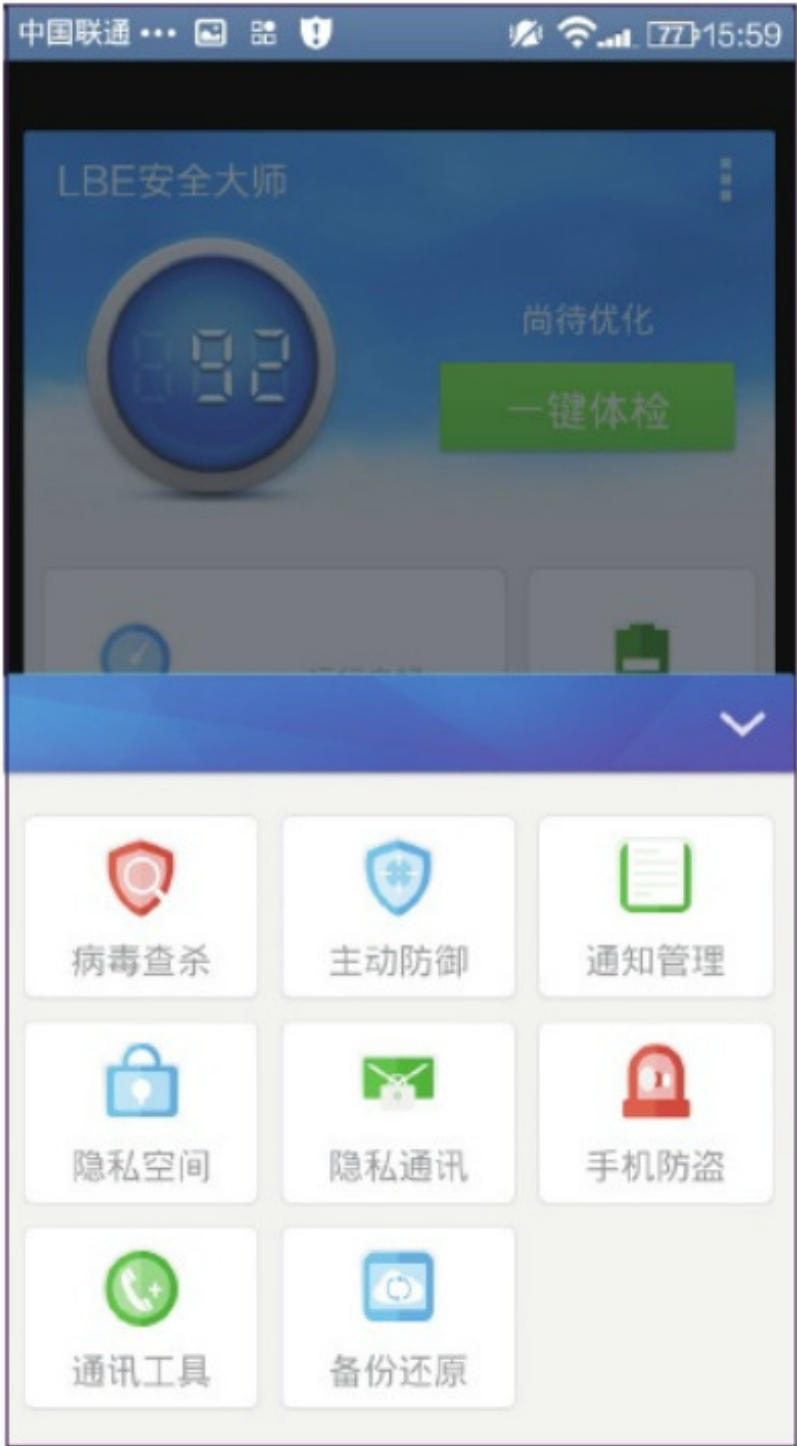 中国联通 ··· 77 15:59
LBE安全大师
92
尚待优化
一键体检
病毒查杀 主动防御 通知管理
隐私空间 隐私通讯 手机防盗
通讯工具 备份还原